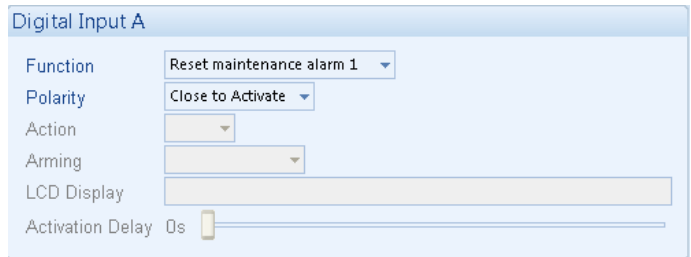 Digital Input A
Function Reset maintenance alarm 1
Polarity Close to Activate
Action
Arming
LCD Display
Activation Delay 0s